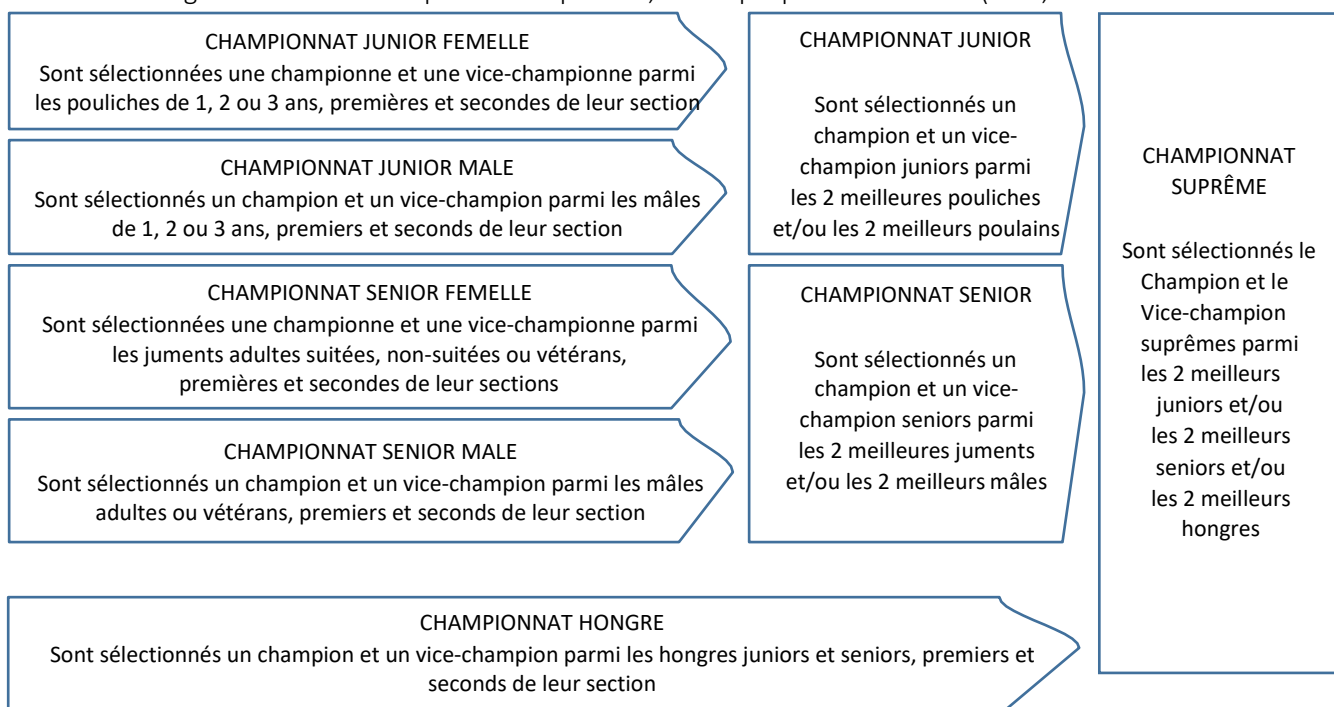 CHAMPIONNAT JUNIOR FEMELLE
Sont sélectionnées une championne et une vice-championne parmi
les pouliches de 1, 2 ou 3 ans, premières et secondes de leur section
CHAMPIONNAT JUNIOR MALE
Sont sélectionnés un champion et un vice-champion parmi les mâles
de 1, 2 ou 3 ans, premiers et seconds de leur section
CHAMPIONNAT SENIOR FEMELLE
Sont sélectionnées une championne et une vice-championne parmi
les juments adultes suitées, non-suitées ou vétérans,
premières et secondes de leur sections
CHAMPIONNAT SENIOR MALE
Sont sélectionnés un champion et un vice-champion parmi les mâles
adultes ou vétérans, premiers et seconds de leur section
CHAMPIONNAT JUNIOR
Sont sélectionnés un
champion et un vice-
champion juniors parmi
les 2 meilleures pouliches
et/ou les 2 meilleurs poulains
CHAMPIONNAT SENIOR
Sont sélectionnés un
champion et un vice-
champion seniors parmi
les 2 meilleures juments
et/ou les 2 meilleurs mâles
CHAMPIONNAT
SUPRÊME
Sont sélectionnés le
Champion et le
Vice-champion
suprêmes parmi
les 2 meilleurs
juniors et/ou
les 2 meilleurs
seniors et/ou
les 2 meilleurs
hongres
CHAMPIONNAT HONGRE
Sont sélectionnés un champion et un vice-champion parmi les hongres juniors et seniors, premiers et
seconds de leur section